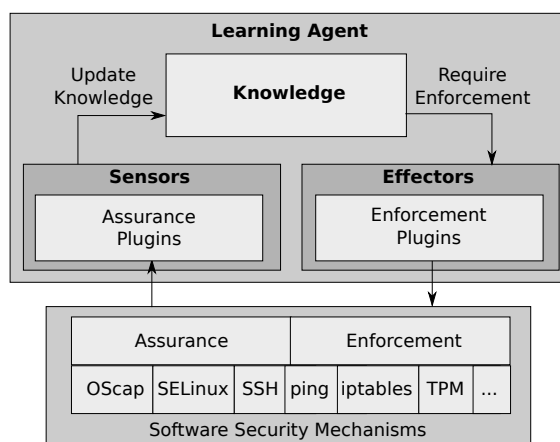 Learning Agent
Update
Knowledge
Knowledge
Require
Enforcement
Sensors
Assurance
Plugins
Effectors
Enforcement
Plugins
Assurance
Enforcement
OScap SELinux SSH ping iptables TPM ...
Software Security Mechanisms